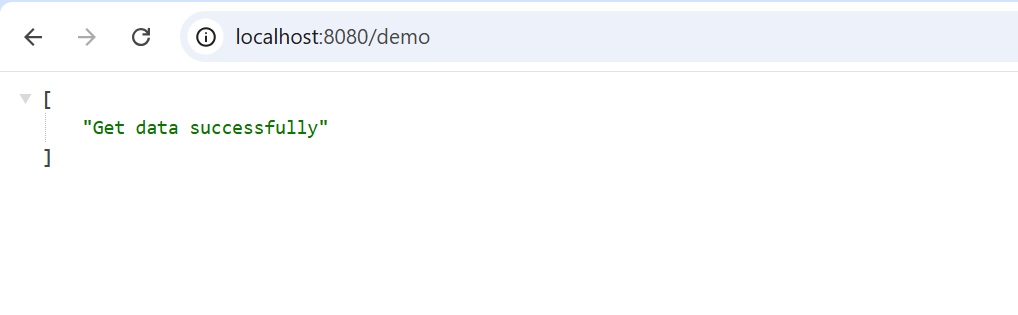 localhost:8080/demo
[
"Get data successfully"
]